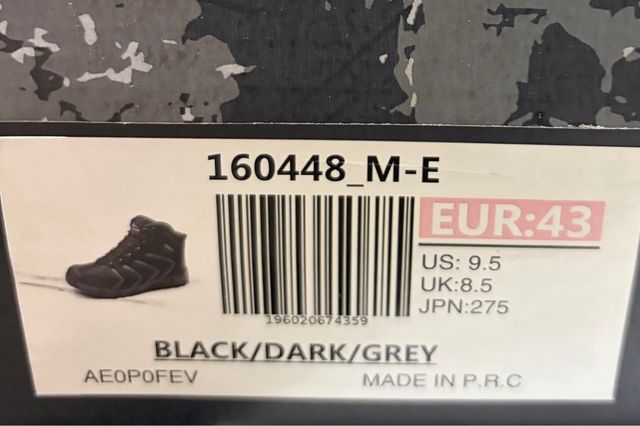 160448_M-E
EUR:43
US: 9.5
UK:8.5
JPN:275
196020674359
BLACK/DARK/GREY
AE0P0FEV
MADE IN P.R.C